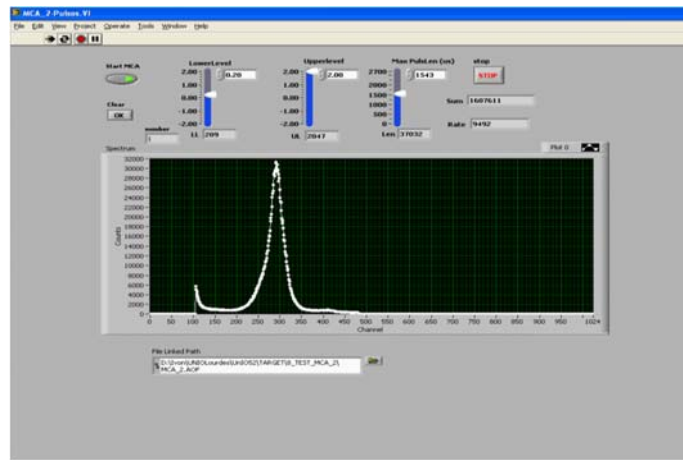 MCA_2-Pulsos.VI
File Edit View Project Operate Tools Window Help
Start MCA
LowerLevel
Upperlevel
Max PulsLen (us)
stop
2.00
1.00
0.00
-1.00
-2.00
0.20
2.00
1.00
0.00
-1.00
-2.00
2.00
2700
2000
1500
1000
500
0
1543
STOP
Clear
OK
Sum 1607611
number
1
LL 209
UL 2047
Len 37032
Rate 9492
Spectrum
Plot 0
Counts
32000
30000
28000
26000
24000
22000
20000
18000
16000
14000
12000
10000
8000
6000
4000
2000
0
0 50 100 150 200 250 300 350 400 450 500 550 600 650 700 750 800 850 900 950 1024
Channel
File Linked Path
MCA_2.AOP